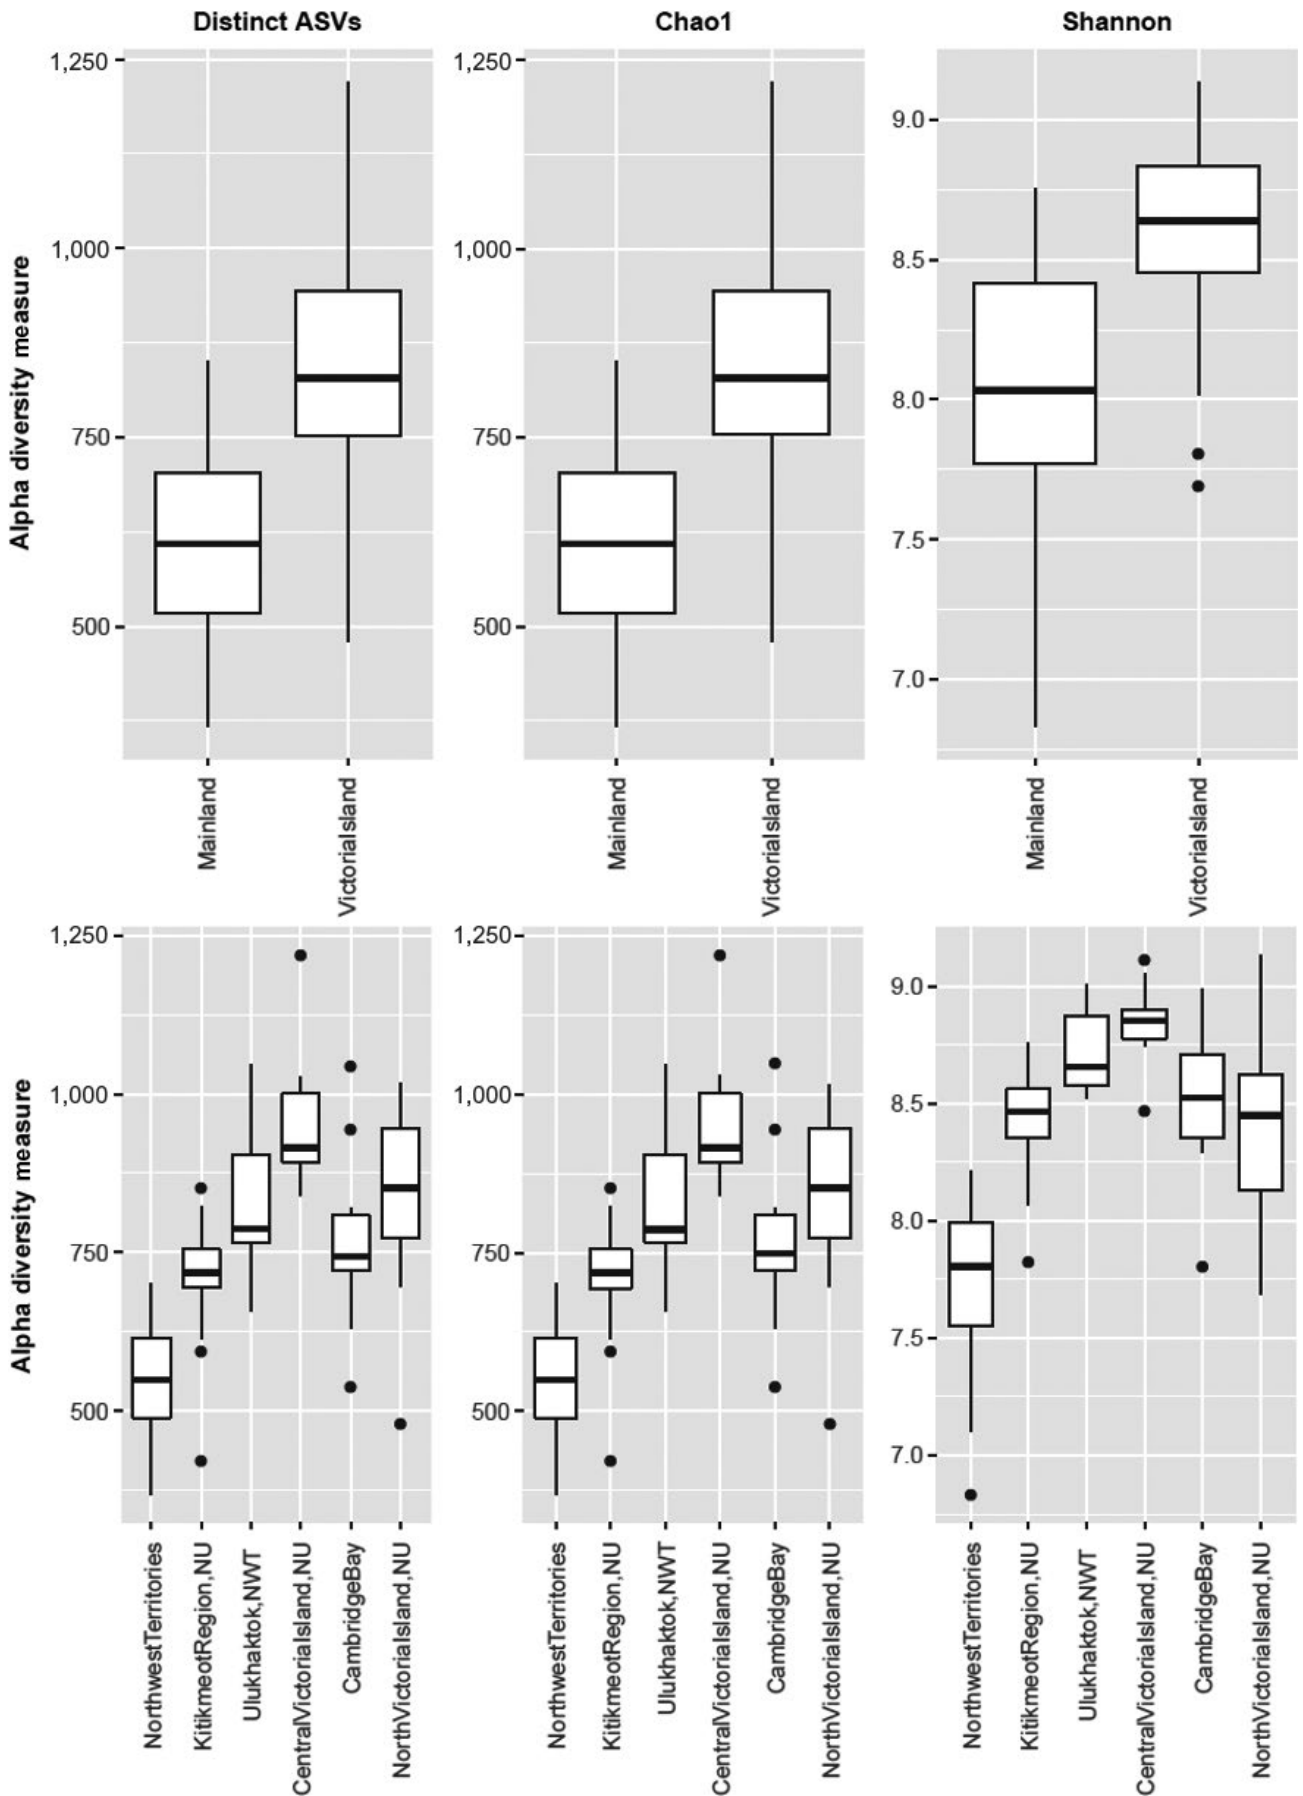 Distinct ASVs
Chao1
Shannon
Alpha diversity measure
1,250
1,000
750
500
Mainland
VictoriaIsland
1,250
1,000
750
500
Mainland
VictoriaIsland
9.0
8.5
8.0
7.5
7.0
Mainland
VictoriaIsland
Alpha diversity measure
1,250
1,000
750
500
NorthwestTerritories
KitikmeotRegion,NU
Ulukhaktok,NWT
CentralVictoriaIsland,NU
CambridgeBay
NorthVictoriaIsland,NU
1,250
1,000
750
500
NorthwestTerritories
KitikmeotRegion,NU
Ulukhaktok,NWT
CentralVictoriaIsland,NU
CambridgeBay
NorthVictoriaIsland,NU
9.0
8.5
8.0
7.5
7.0
NorthwestTerritories
KitikmeotRegion,NU
Ulukhaktok,NWT
CentralVictoriaIsland,NU
CambridgeBay
NorthVictoriaIsland,NU